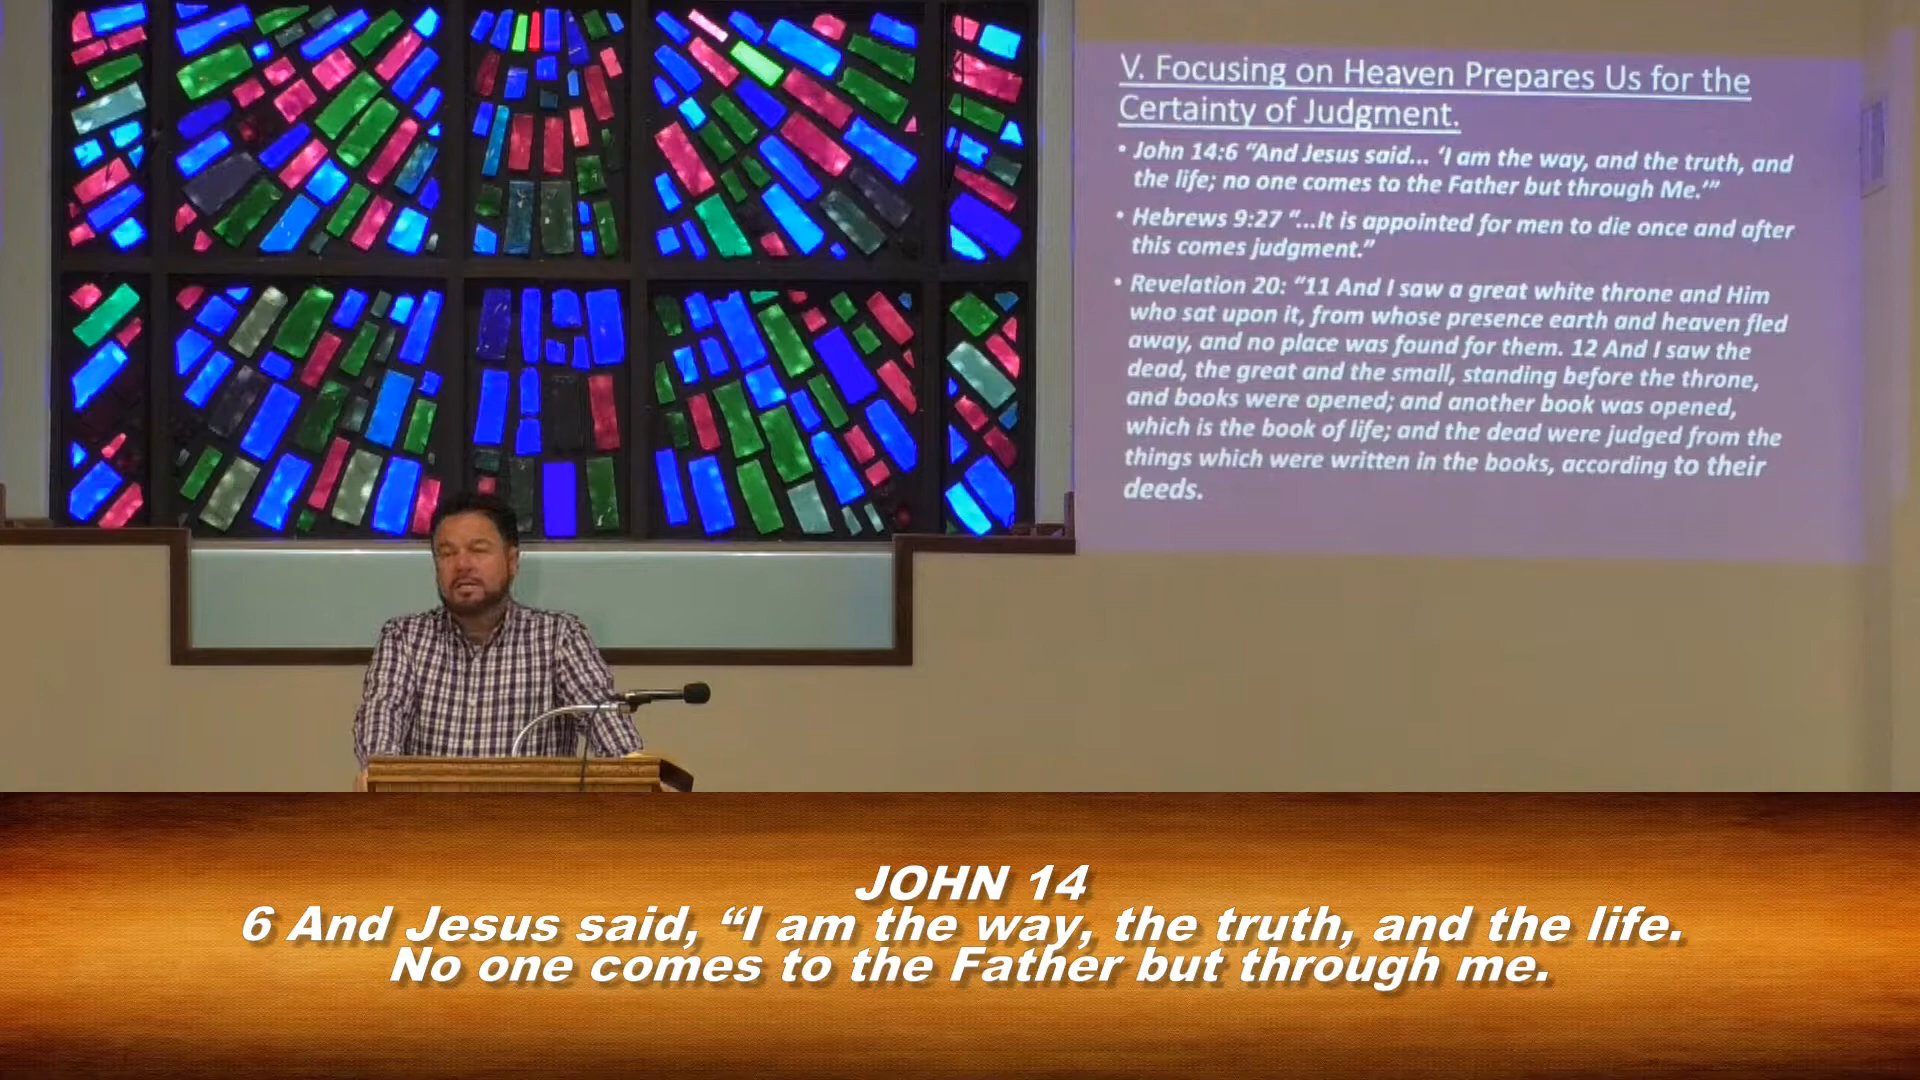 V. Focusing on Heaven Prepares Us for the
Certainty of Judgment.
• John 14:6 “And Jesus said... ‘I am the way, and the truth, and
the life; no one comes to the Father but through Me.’”
• Hebrews 9:27 “...It is appointed for men to die once and after
this comes judgment.”
• Revelation 20: “11 And I saw a great white throne and Him
who sat upon it, from whose presence earth and heaven fled
away, and no place was found for them. 12 And I saw the
dead, the great and the small, standing before the throne,
and books were opened; and another book was opened,
which is the book of life; and the dead were judged from the
things which were written in the books, according to their
deeds.
JOHN 14
6 And Jesus said, “I am the way, the truth, and the life.
No one comes to the Father but through me.